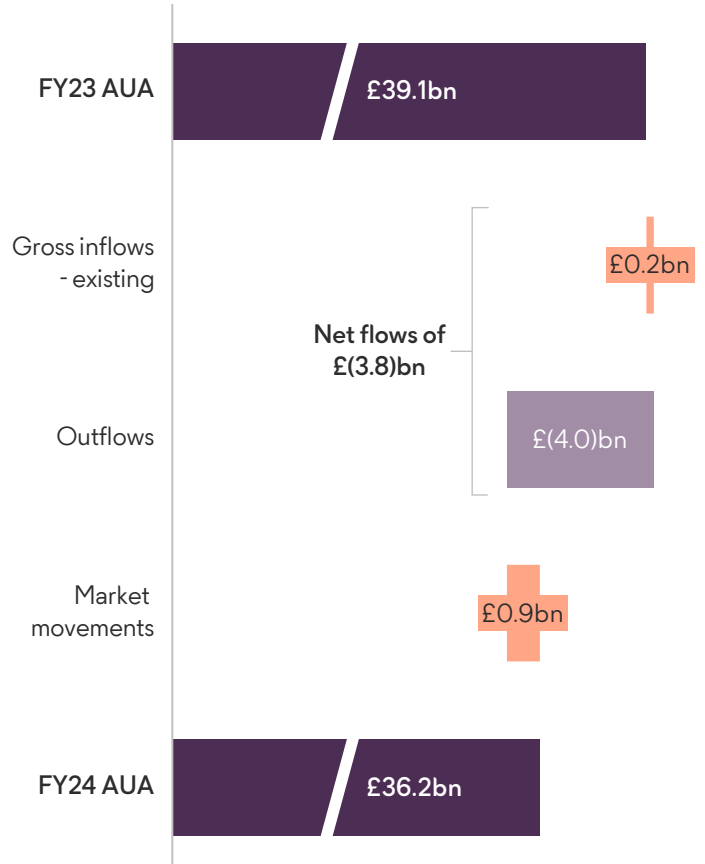 FY23 AUA
£39.1bn
Gross inflows
- existing
£0.2bn
Net flows of
£(3.8)bn
Outflows
£(4.0)bn
Market
movements
£0.9bn
FY24 AUA
£36.2bn